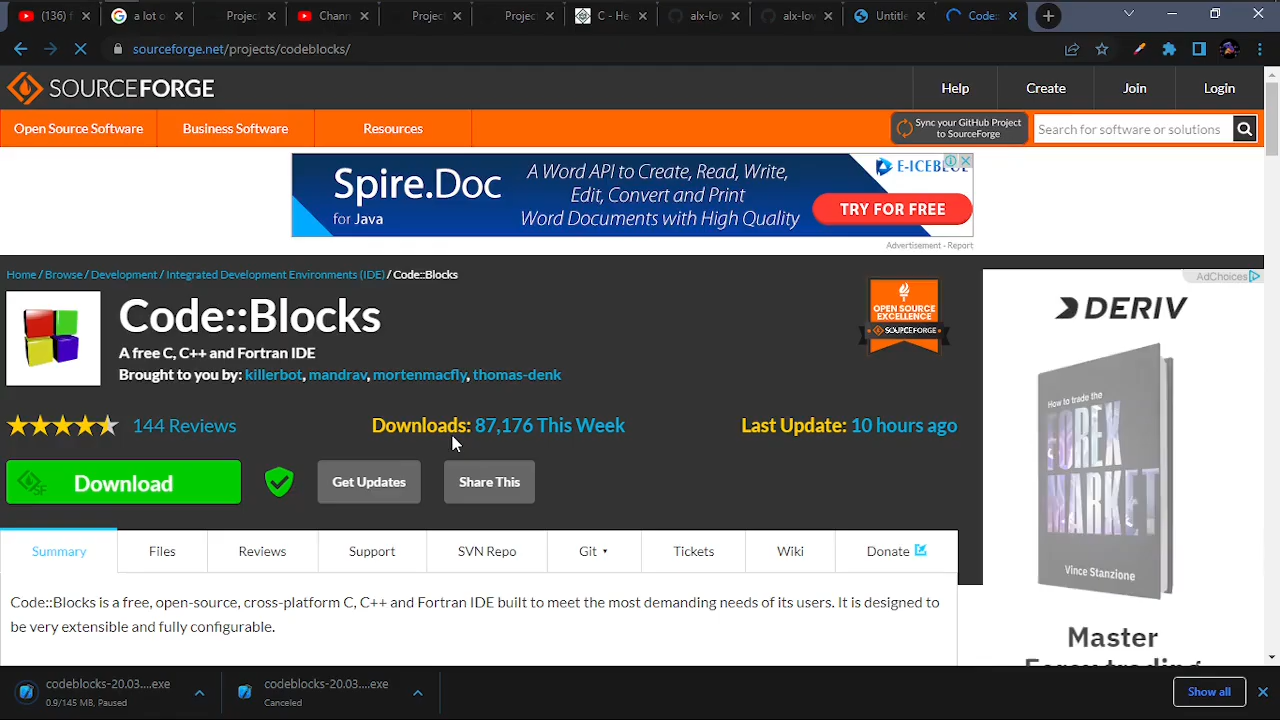 (136) f
a lot o
Project
Chann
Project
Project
C - He
alx-lov
alx-lov
Untitle
Code:
sourceforge.net/projects/codeblocks/
SOURCEFORGE
Help
Create
Join
Login
Open Source Software
Business Software
Resources
Sync your GitHub Project
to SourceForge
Search for software or solutions
Spire.Doc
for Java
A Word API to Create, Read, Write,
Edit, Convert and Print
Word Documents with High Quality
E-ICEBLUE
TRY FOR FREE
Advertisement - Report
Home / Browse / Development / Integrated Development Environments (IDE) / Code::Blocks
AdChoices
Code::Blocks
A free C, C++ and Fortran IDE
Brought to you by: killerbot, mandrav, mortenmacfly, thomas-denk
OPEN SOURCE
EXCELLENCE
SOURCEFORGE
DERIV
How to trade the
FOREX
MARKET
Vince Stanzione
144 Reviews
Downloads: 87,176 This Week
Last Update: 10 hours ago
SF
Download
Get Updates
Share This
Summary
Files
Reviews
Support
SVN Repo
Git
Tickets
Wiki
Donate
Code::Blocks is a free, open-source, cross-platform C, C++ and Fortran IDE built to meet the most demanding needs of its users. It is designed to
be very extensible and fully configurable.
Master
Forex trading
codeblocks-20.03....exe
0.9/145 MB, Paused
codeblocks-20.03....exe
Canceled
Show all